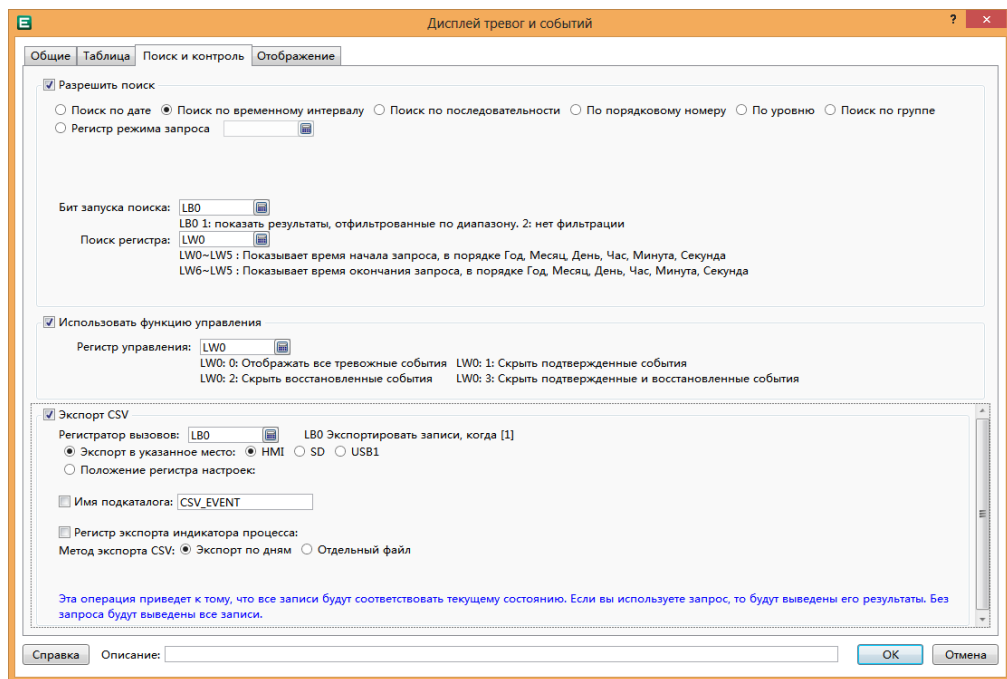 Дисплей тревог и событий
Общие Таблица Поиск и контроль Отображение
Разрешить поиск
Поиск по дате Поиск по временному интервалу Поиск по последовательности По порядковому номеру По уровню Поиск по группе
Регистр режима запроса
Бит запуска поиска: LB0
LB0 1: показать результаты, отфильтрованные по диапазону. 2: нет фильтрации
Поиск регистра: LW0
LW0~LW5 : Показывает время начала запроса, в порядке Год, Месяц, День, Час, Минута, Секунда
LW6~LW5 : Показывает время окончания запроса, в порядке Год, Месяц, День, Час, Минута, Секунда
Использовать функцию управления
Регистр управления: LW0
LW0: 0: Отображать все тревожные события LW0: 1: Скрыть подтвержденные события
LW0: 2: Скрыть восстановленные события LW0: 3: Скрыть подтвержденные и восстановленные события
Экспорт CSV
Регистратор вызовов: LB0 LB0 Экспортировать записи, когда [1]
Экспорт в указанное место: HMI SD USB1
Положение регистра настроек:
Имя подкаталога: CSV_EVENT
Регистр экспорта индикатора процесса:
Метод экспорта CSV: Экспорт по дням Отдельный файл
Эта операция приведет к тому, что все записи будут соответствовать текущему состоянию. Если вы используете запрос, то будут выведены его результаты. Без
запроса будут выведены все записи.
Справка Описание: OK Отмена